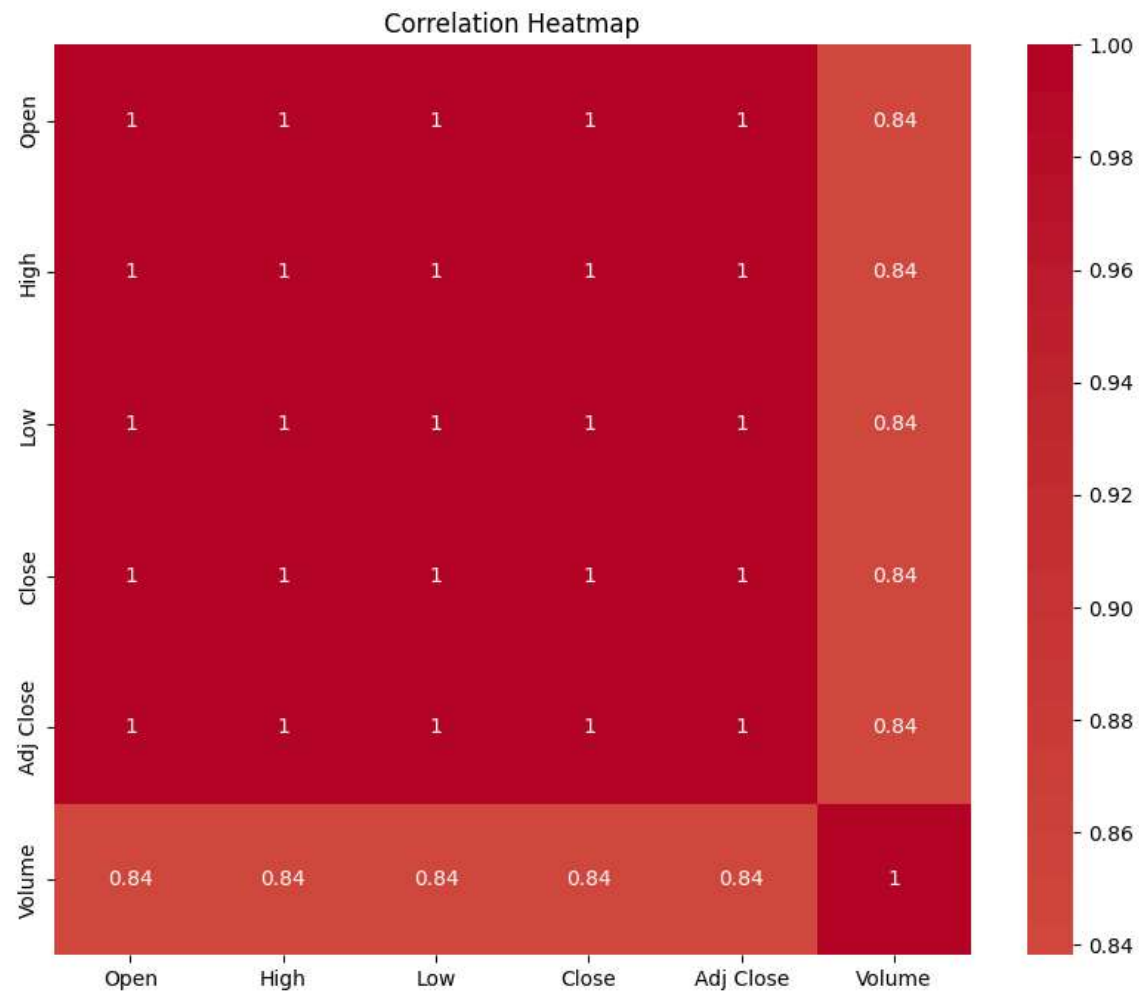 Correlation Heatmap
Open 1 1 1 1 1 0.84
High 1 1 1 1 1 0.84
Low 1 1 1 1 1 0.84
Close 1 1 1 1 1 0.84
Adj Close 1 1 1 1 1 0.84
Volume 0.84 0.84 0.84 0.84 0.84 1
Open High Low Close Adj Close Volume
1.00
0.98
0.96
0.94
0.92
0.90
0.88
0.86
0.84